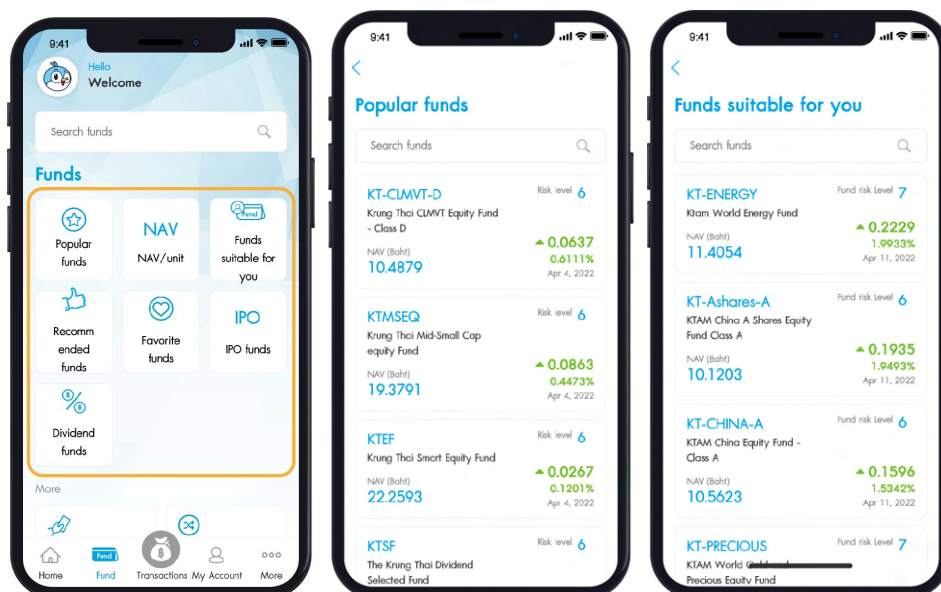 9:41
Hello
Welcome
Search funds
Funds
Popular
funds
NAV
NAV/unit
Fund
Funds
suitable for
you
Recomm
ended
funds
Favorite
funds
IPO
IPO funds
Dividend
funds
More
Home
Fund
Fund
Transactions
My Account
More
9:41
Popular funds
Search funds
KT-CLMVT-D
Risk level 6
Krung Thai CLMVT Equity Fund
- Class D
NAV (Baht)
10.4879
0.0637
0.6111%
Apr 4, 2022
KTMSEQ
Risk level 6
Krung Thai Mid-Small Cap
equity Fund
NAV (Baht)
19.3791
0.0863
0.4473%
Apr 4, 2022
KTEF
Risk level 6
Krung Thai Smart Equity Fund
NAV (Baht)
22.2593
0.0267
0.1201%
Apr 4, 2022
KTSF
Risk level 6
The Krung Thai Dividend
Selected Fund
9:41
Funds suitable for you
Search funds
KT-ENERGY
Fund risk Level 7
Ktam World Energy Fund
NAV (Baht)
11.4054
0.2229
1.9933%
Apr 11, 2022
KT-Ashares-A
Fund risk Level 6
KTAM China A Shares Equity
Fund Class A
NAV (Baht)
10.1203
0.1935
1.9493%
Apr 11, 2022
KT-CHINA-A
Fund risk Level 6
KTAM China Equity Fund -
Class A
NAV (Baht)
10.5623
0.1596
1.5342%
Apr 11, 2022
KT-PRECIOUS
Fund risk Level 7
KTAM World
Precious Equity Fund